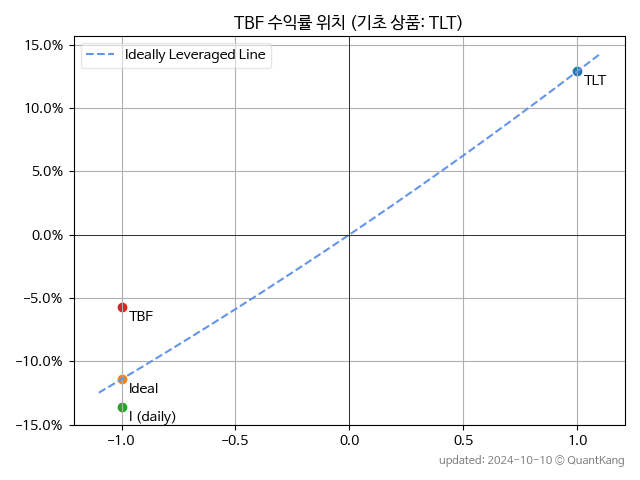 TBF 수익률 위치 (기초 상품: TLT)
15.0%
10.0%
5.0%
0.0%
−5.0%
−10.0%
−15.0%
Ideally Leveraged Line
TLT
TBF
Ideal
I (daily)
−1.0
−0.5
0.0
0.5
1.0
updated: 2024-10-10 © QuantKang